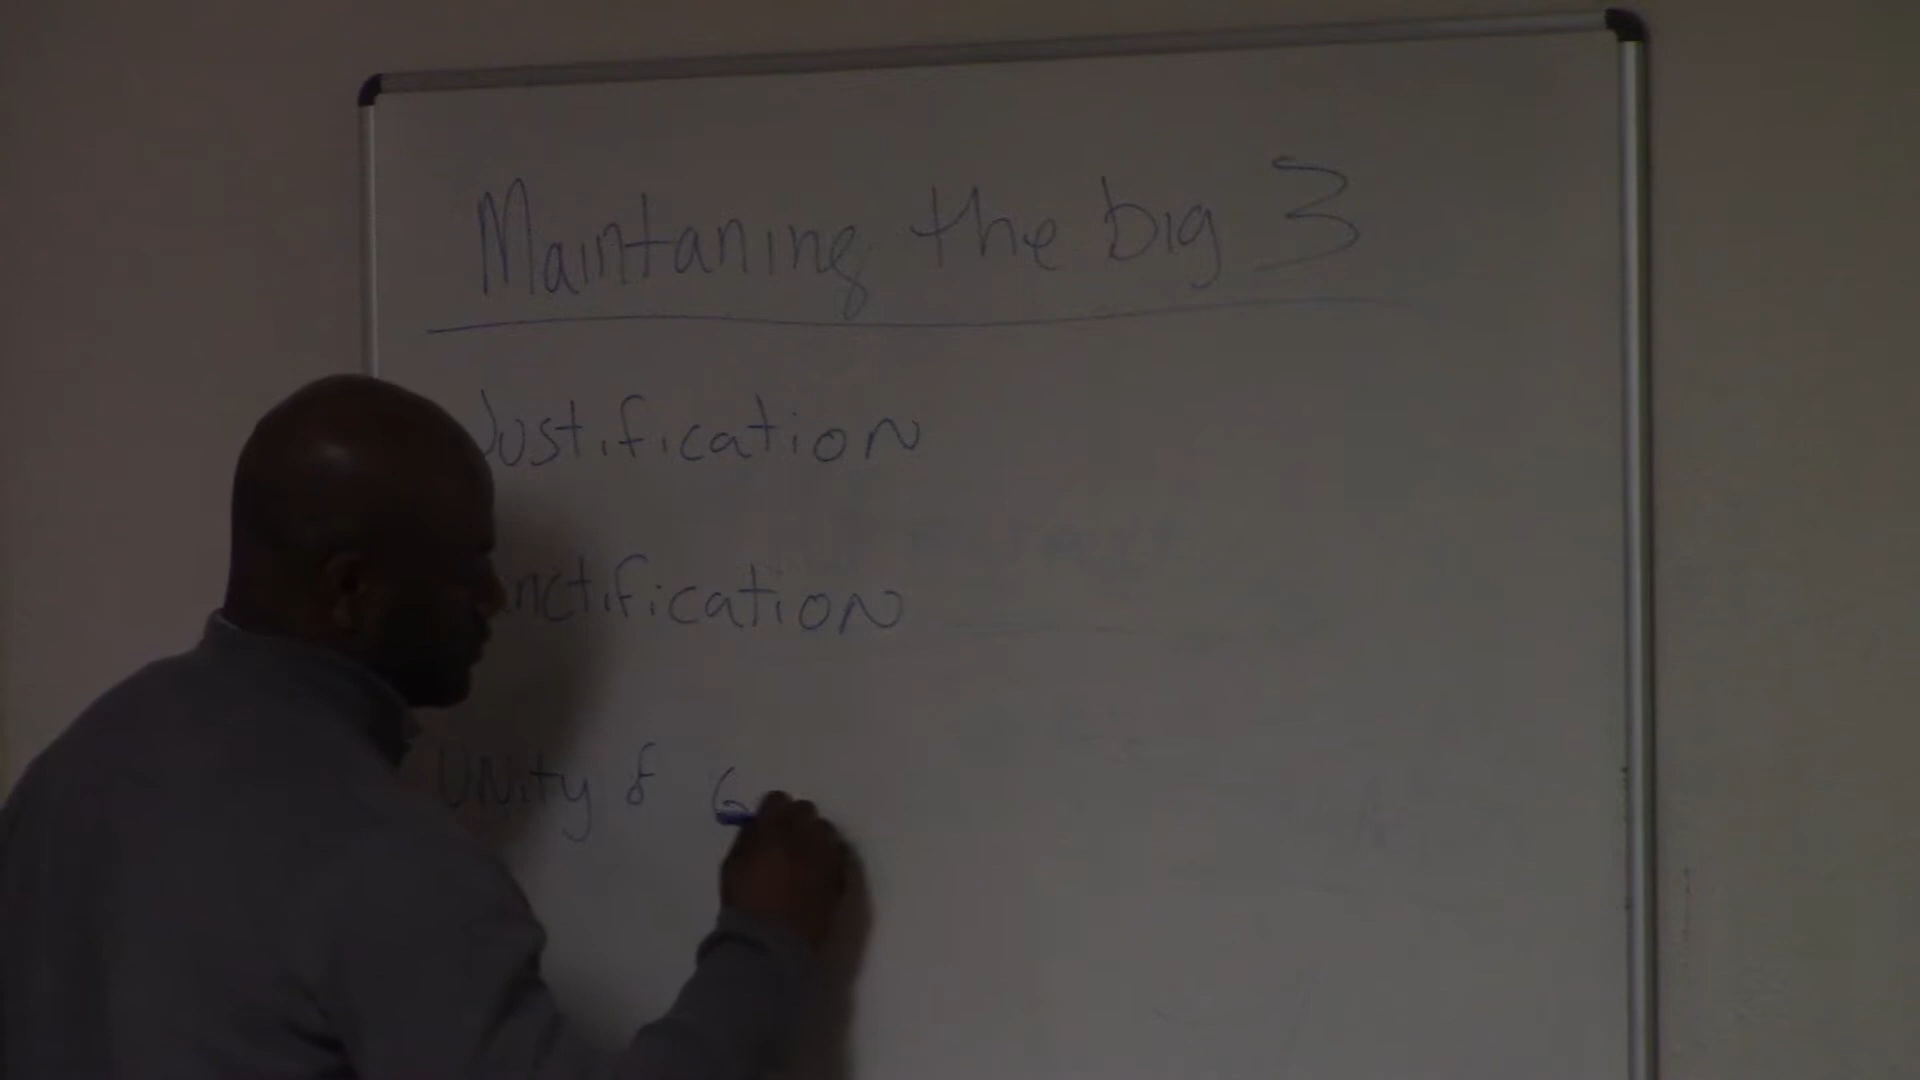 Maintaning the big 3
Justification
nctification
Unity of G